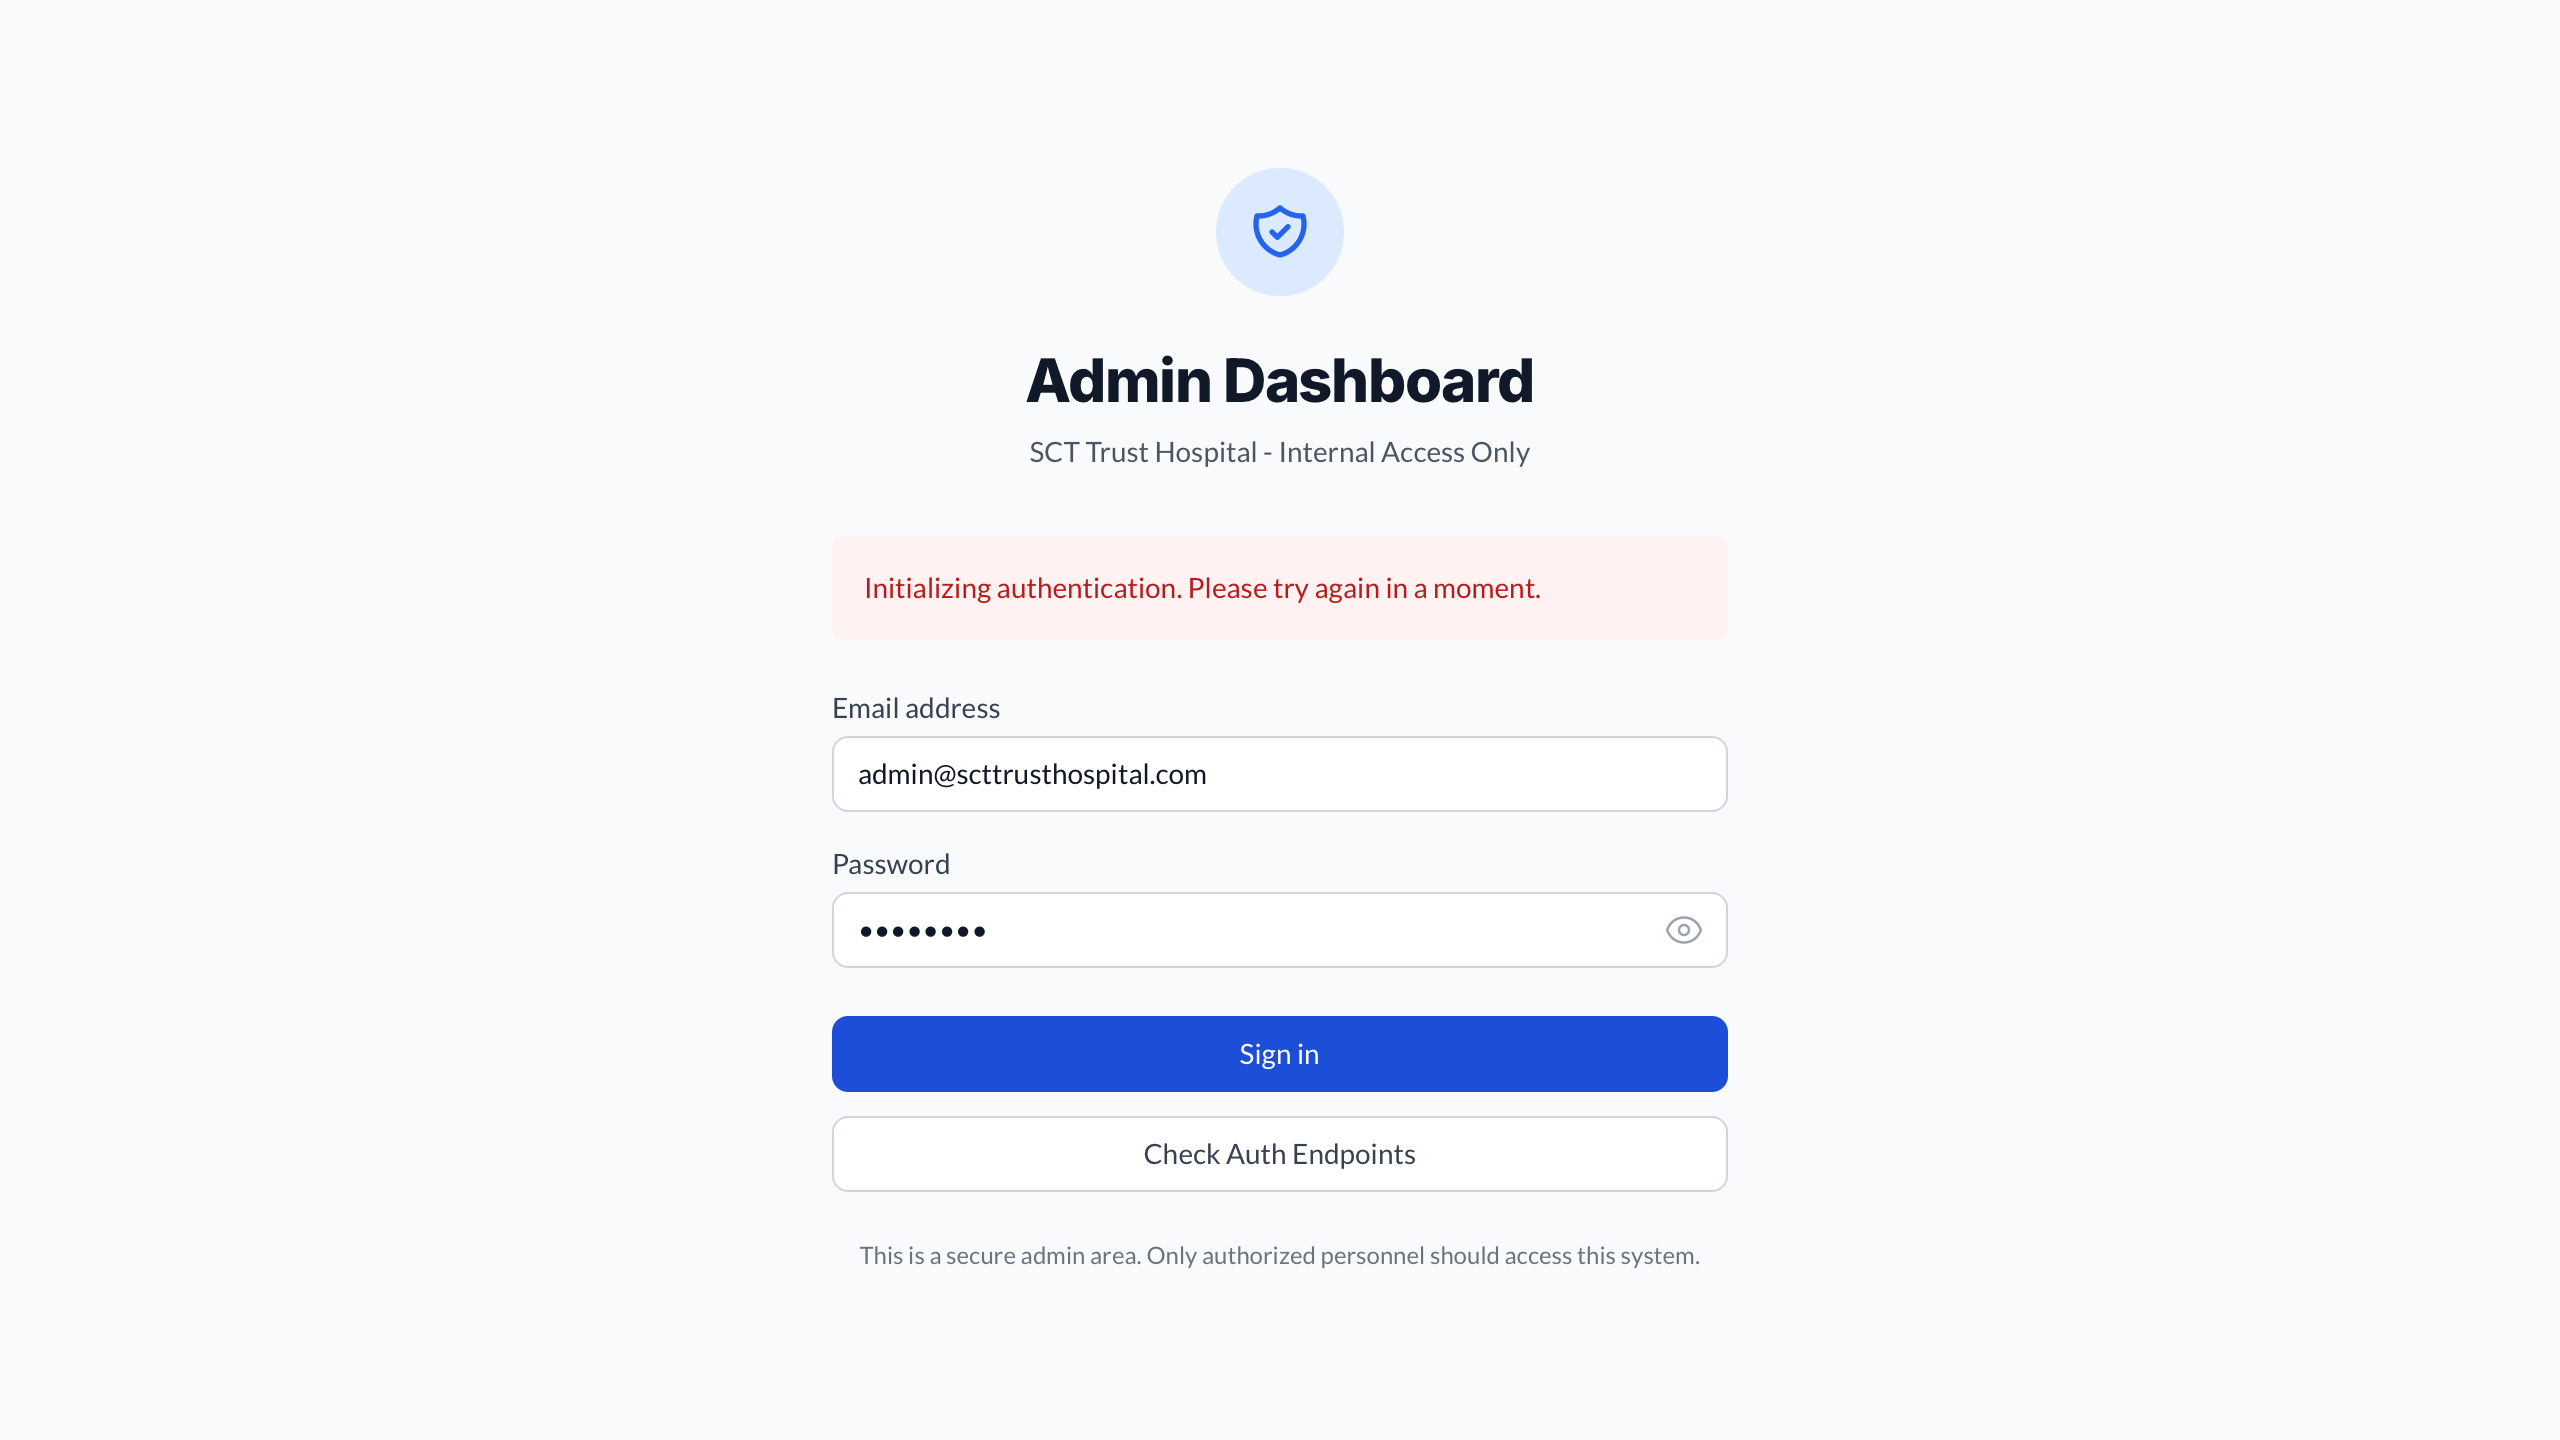 Admin Dashboard
SCT Trust Hospital - Internal Access Only
Initializing authentication. Please try again in a moment.
Email address
admin@scttrusthospital.com
Password
••••••••
Sign in
Check Auth Endpoints
This is a secure admin area. Only authorized personnel should access this system.